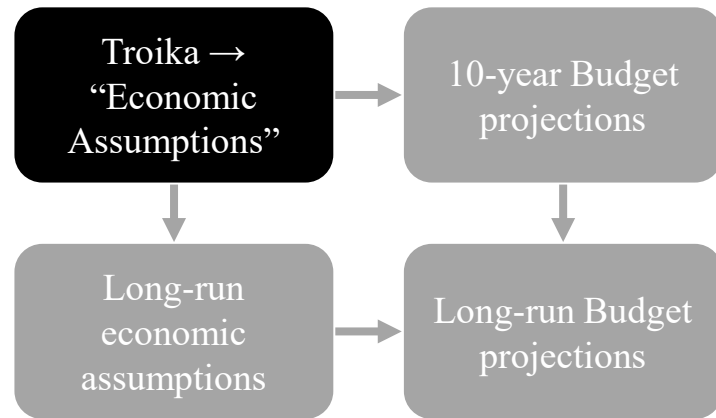 Troika →
“Economic
Assumptions”
10-year Budget
projections
Long-run
economic
assumptions
Long-run Budget
projections